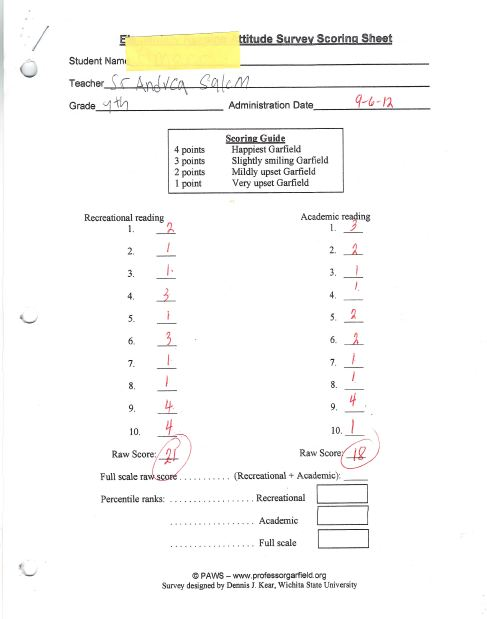 El ttitude Survey Scoring Sheet
Student Name
Teacher Sr Andrea
Grade 4th Administration Date 9-6-12
Scoring Guide
4 points Happiest Garfield
3 points Slightly smiling Garfield
2 points Mildly upset Garfield
1 point Very upset Garfield
Recreational reading Academic reading
1. 2 1. 3
2. 1 2. 2
3. 1 3. 1
4. 3 4. 1
5. 1 5. 2
6. 3 6. 2
7. 1 7. 1
8. 1 8. 1
9. 4 9. 4
10. 4 10. 1
Raw Score: 21 Raw Score: 18
Full scale raw score . . . . . . . . . . . (Recreational + Academic):
Percentile ranks: . . . . . . . . . . . . . . . . Recreational
. . . . . . . . . . . . . . . . Academic
. . . . . . . . . . . . . . . . Full scale
© PAWS – www.professorgarfield.org
Survey designed by Dennis J. Kear, Wichita State University